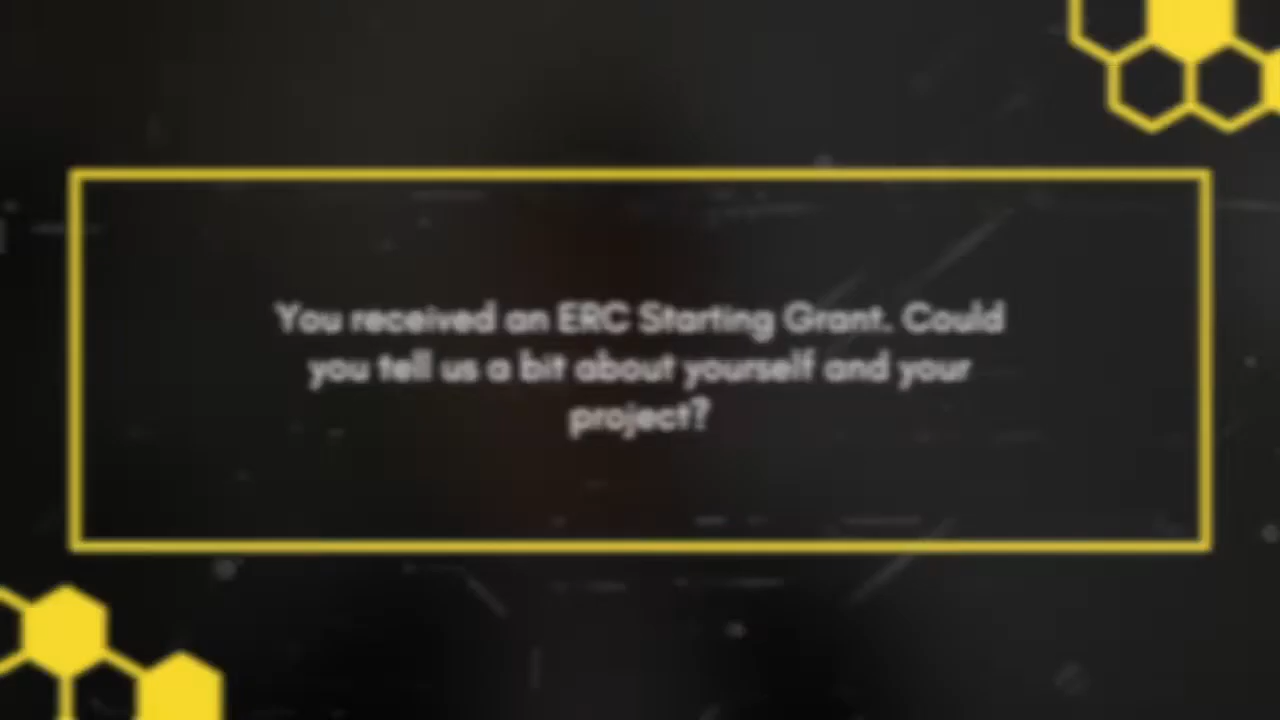 You received an ERC Starting Grant. Could
you tell us a bit about yourself and your
project?